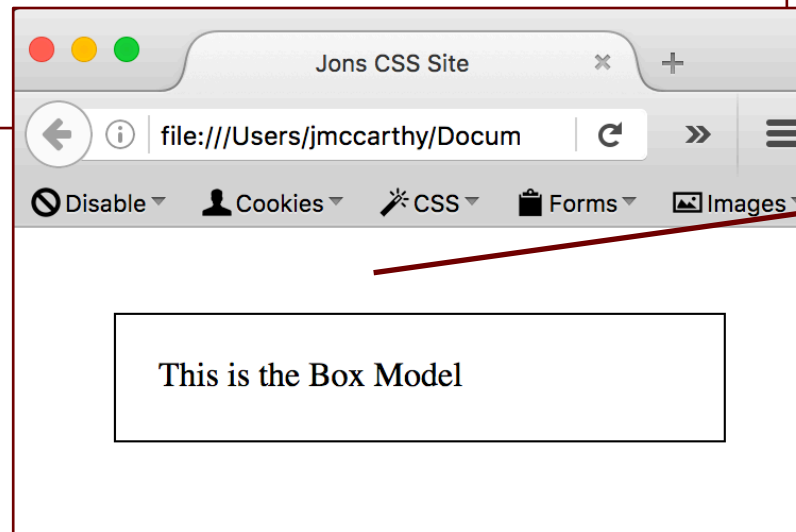 Jons CSS Site
file:///Users/jmccarthy/Docum
Disable Cookies CSS Forms Images
This is the Box Model